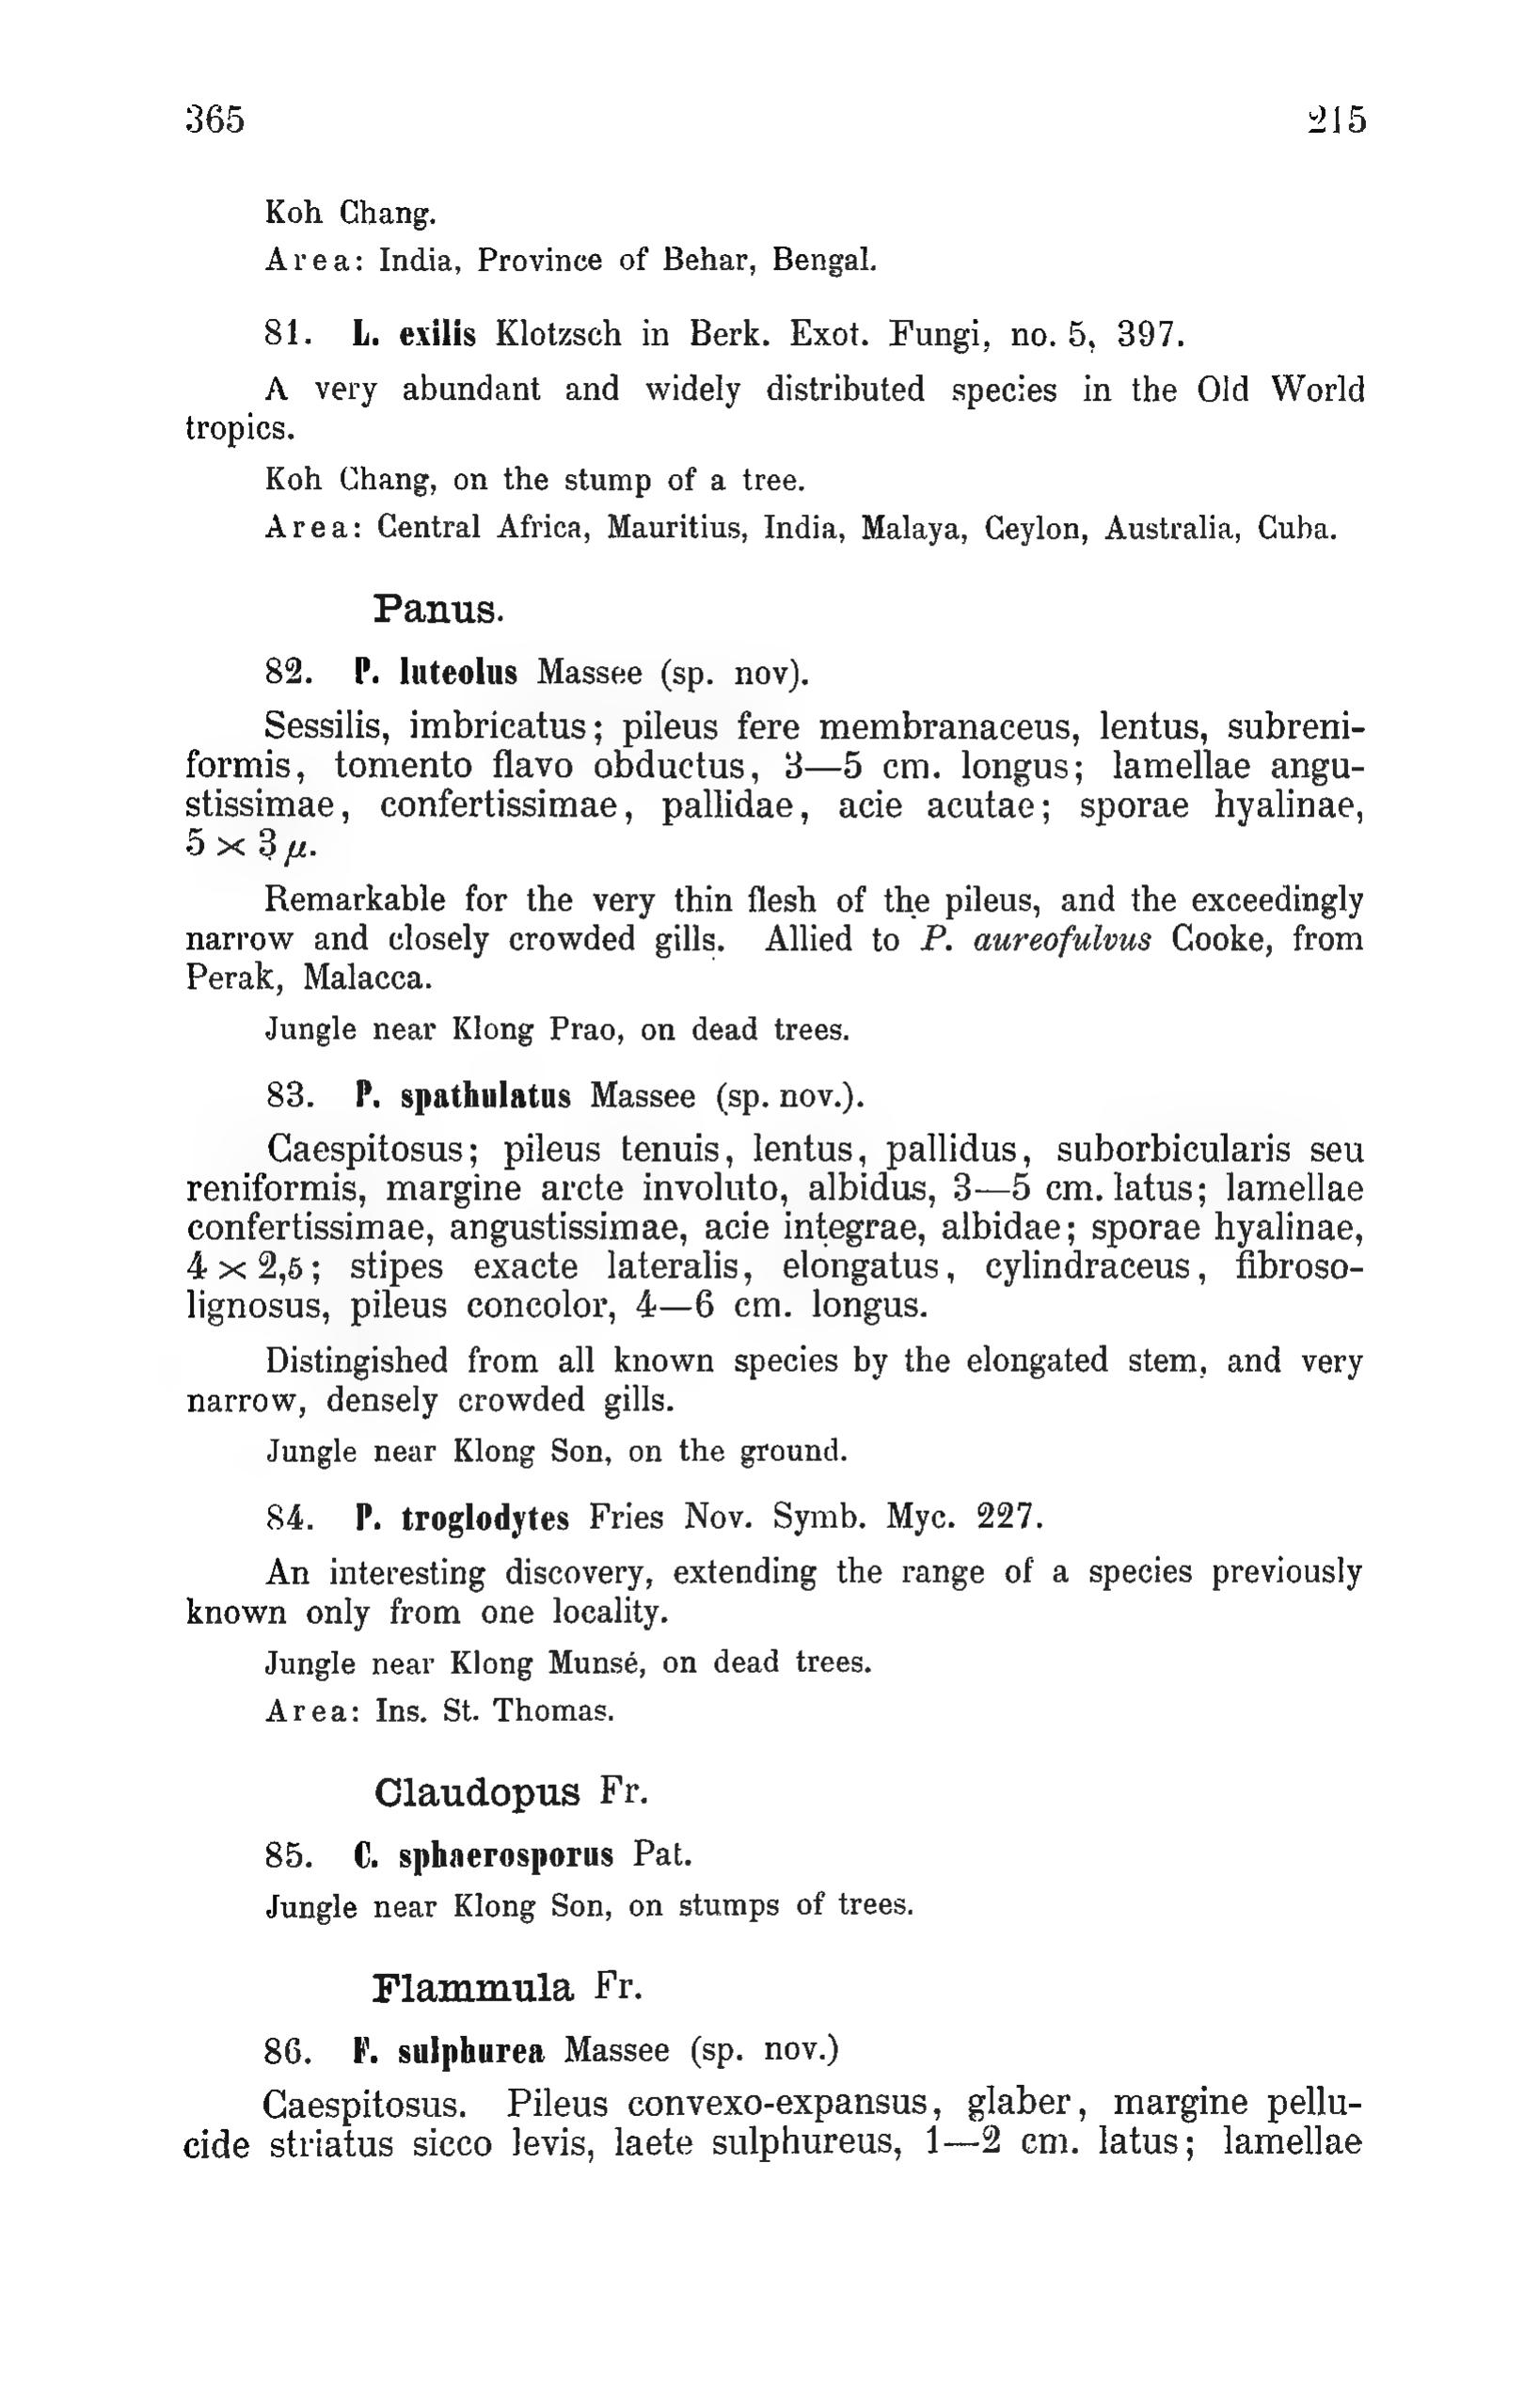 365 215
Koh Chang.
Area: India, Province of Behar, Bengal.
81. L. exilis Klotzsch in Berk. Exot. Fungi, no. 5, 397.
A very abundant and widely distributed species in the Old World
tropics.
Koh Chang, on the stump of a tree.
Area: Central Africa, Mauritius, India, Malaya, Ceylon, Australia, Cuba.
Panus.
82. P. luteolus Massee (sp. nov).
Sessilis, imbricatus; pileus fere membranaceus, lentus, subreni-
formis, tomento flavo obductus, 3—5 cm. longus; lamellae angu-
stissimae, confertissimae, pallidae, acie acutae; sporae hyalinae,
5 × 3 μ.
Remarkable for the very thin flesh of the pileus, and the exceedingly
narrow and closely crowded gills. Allied to P. aureofulvus Cooke, from
Perak, Malacca.
Jungle near Klong Prao, on dead trees.
83. P. spathulatus Massee (sp. nov.).
Caespitosus; pileus tenuis, lentus, pallidus, suborbicularis seu
reniformis, margine arcte involuto, albidus, 3—5 cm. latus; lamellae
confertissimae, angustissimae, acie integrae, albidae; sporae hyalinae,
4 × 2,5; stipes exacte lateralis, elongatus, cylindraceus, fibroso-
lignosus, pileus concolor, 4—6 cm. longus.
Distingished from all known species by the elongated stem, and very
narrow, densely crowded gills.
Jungle near Klong Son, on the ground.
84. P. troglodytes Fries Nov. Symb. Myc. 227.
An interesting discovery, extending the range of a species previously
known only from one locality.
Jungle near Klong Munsé, on dead trees.
Area: Ins. St. Thomas.
Claudopus Fr.
85. C. sphaerosporus Pat.
Jungle near Klong Son, on stumps of trees.
Flammula Fr.
86. F. sulphurea Massee (sp. nov.)
Caespitosus. Pileus convexo-expansus, glaber, margine pellu-
cide striatus sicco levis, laete sulphureus, 1—2 cm. latus; lamellae